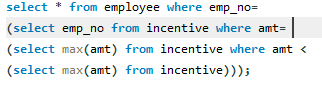 select * from employee where emp_no=
(select emp_no from incentive where amt=
(select max(amt) from incentive where amt <
(select max(amt) from incentive)));